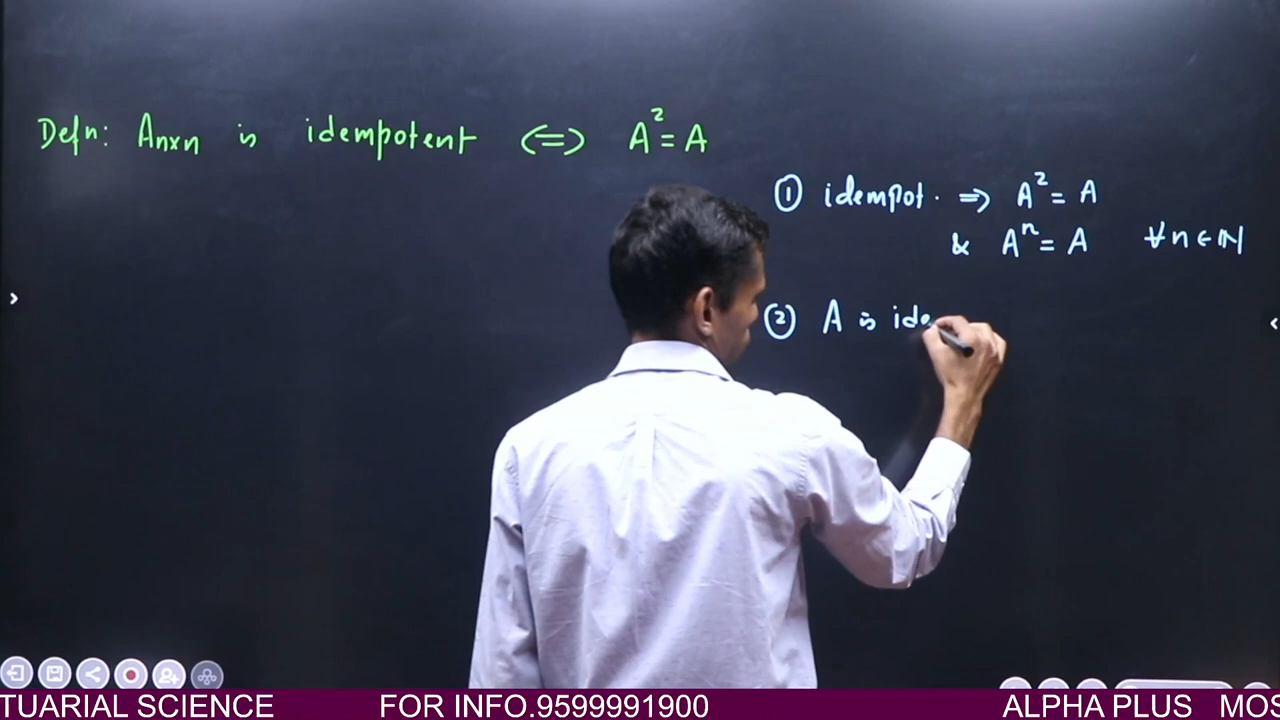 Defn: Anxn is idempotent <=> A² = A
① idempot. => A² = A
& Aⁿ = A ∀ n ∈ ℕ
② A is ide
TUARIAL SCIENCE FOR INFO.9599991900 ALPHA PLUS MOS